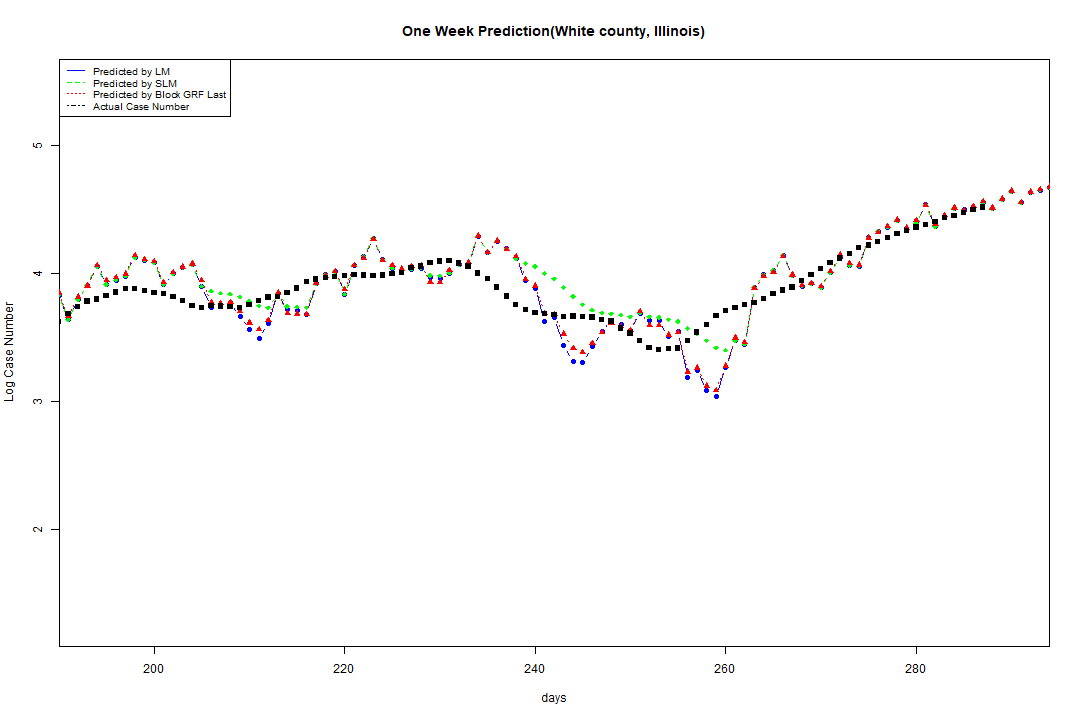 One Week Prediction(White county, Illinois)
Predicted by LM
Predicted by SLM
Predicted by Block GRF Last
Actual Case Number
5
4
3
2
Log Case Number
200 220 240 260 280
days